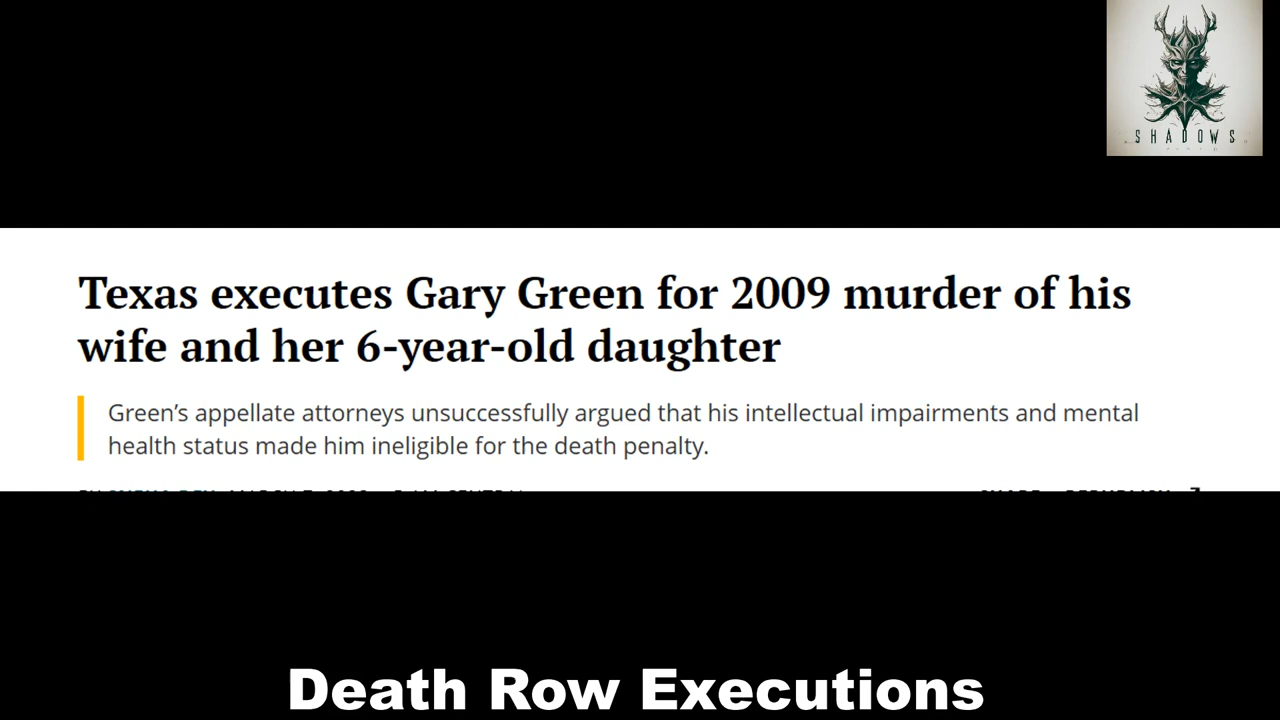 SHADOWS
Texas executes Gary Green for 2009 murder of his
wife and her 6-year-old daughter
Green’s appellate attorneys unsuccessfully argued that his intellectual impairments and mental
health status made him ineligible for the death penalty.
Death Row Executions